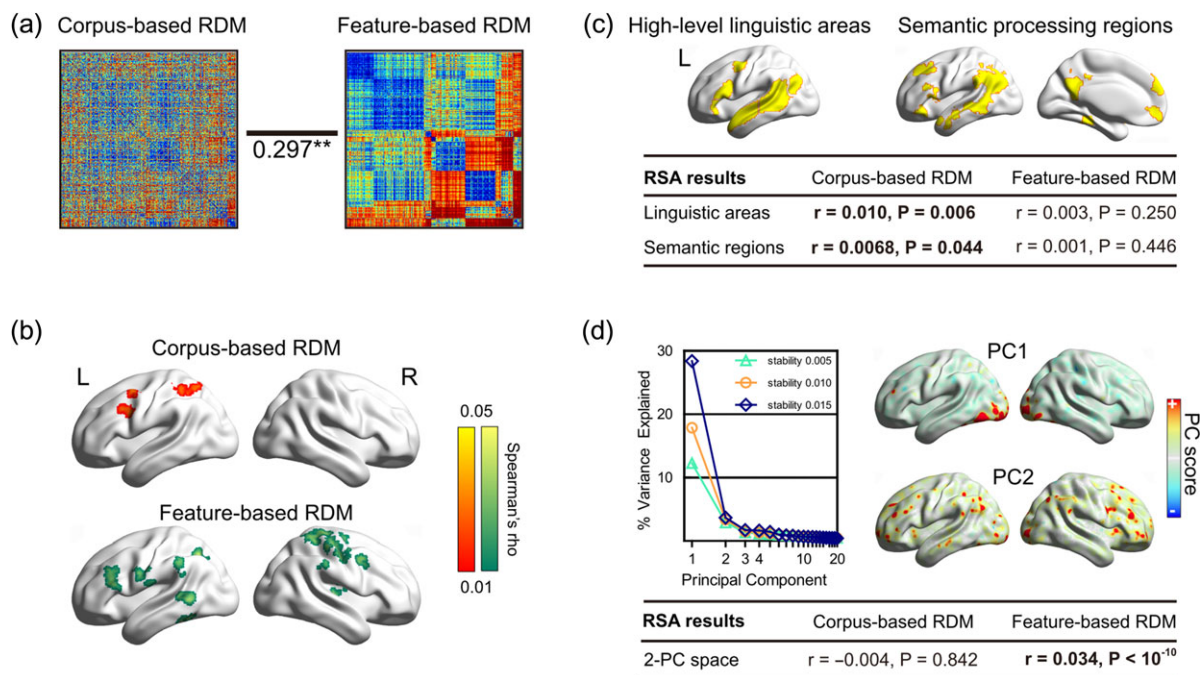 (a)
Corpus-based RDM
Feature-based RDM
0.297**
(b)
Corpus-based RDM
L
R
Feature-based RDM
0.05
Spearman's rho
0.01
(c)
High-level linguistic areas
Semantic processing regions
L
RSA results Corpus-based RDM Feature-based RDM
Linguistic areas r = 0.010, P = 0.006 r = 0.003, P = 0.250
Semantic regions r = 0.0068, P = 0.044 r = 0.001, P = 0.446
(d)
30
20
10
% Variance Explained
stability 0.005
stability 0.010
stability 0.015
1 2 3 4 10 20
Principal Component
PC1
PC2
+
PC score
-
RSA results Corpus-based RDM Feature-based RDM
2-PC space r = −0.004, P = 0.842 r = 0.034, P < 10⁻¹⁰